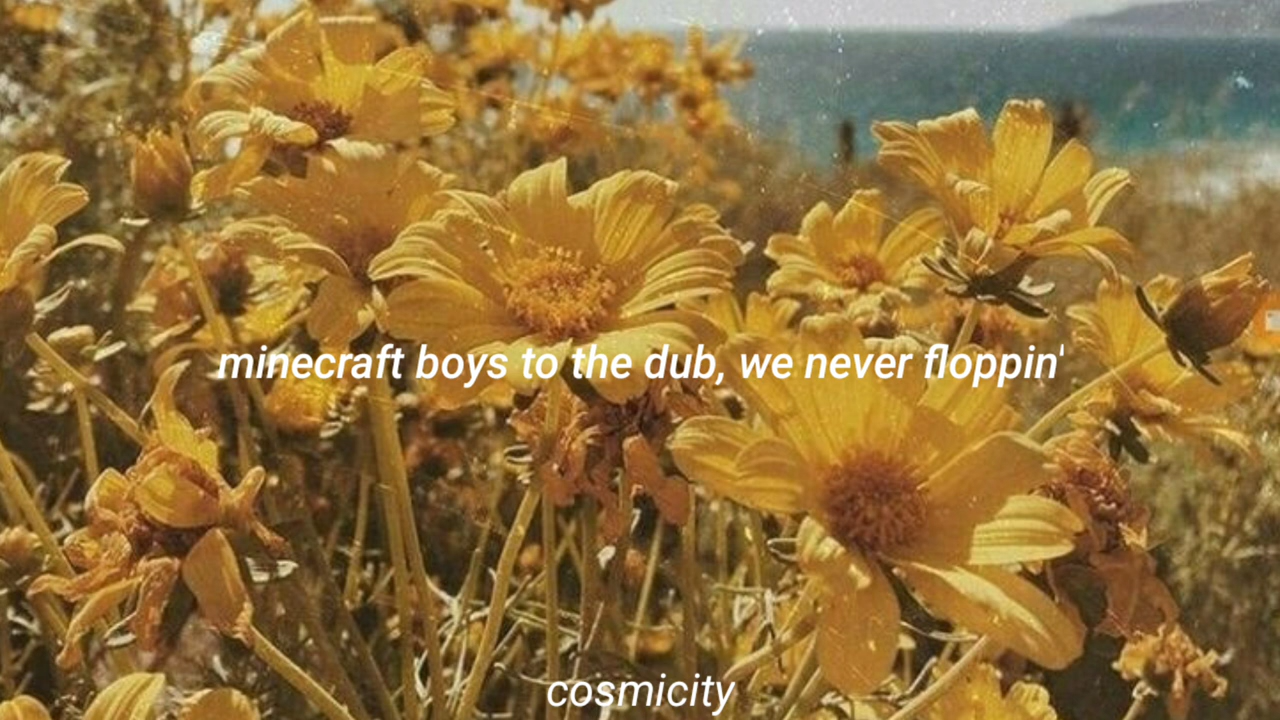 minecraft boys to the dub, we never floppin'
cosmicity